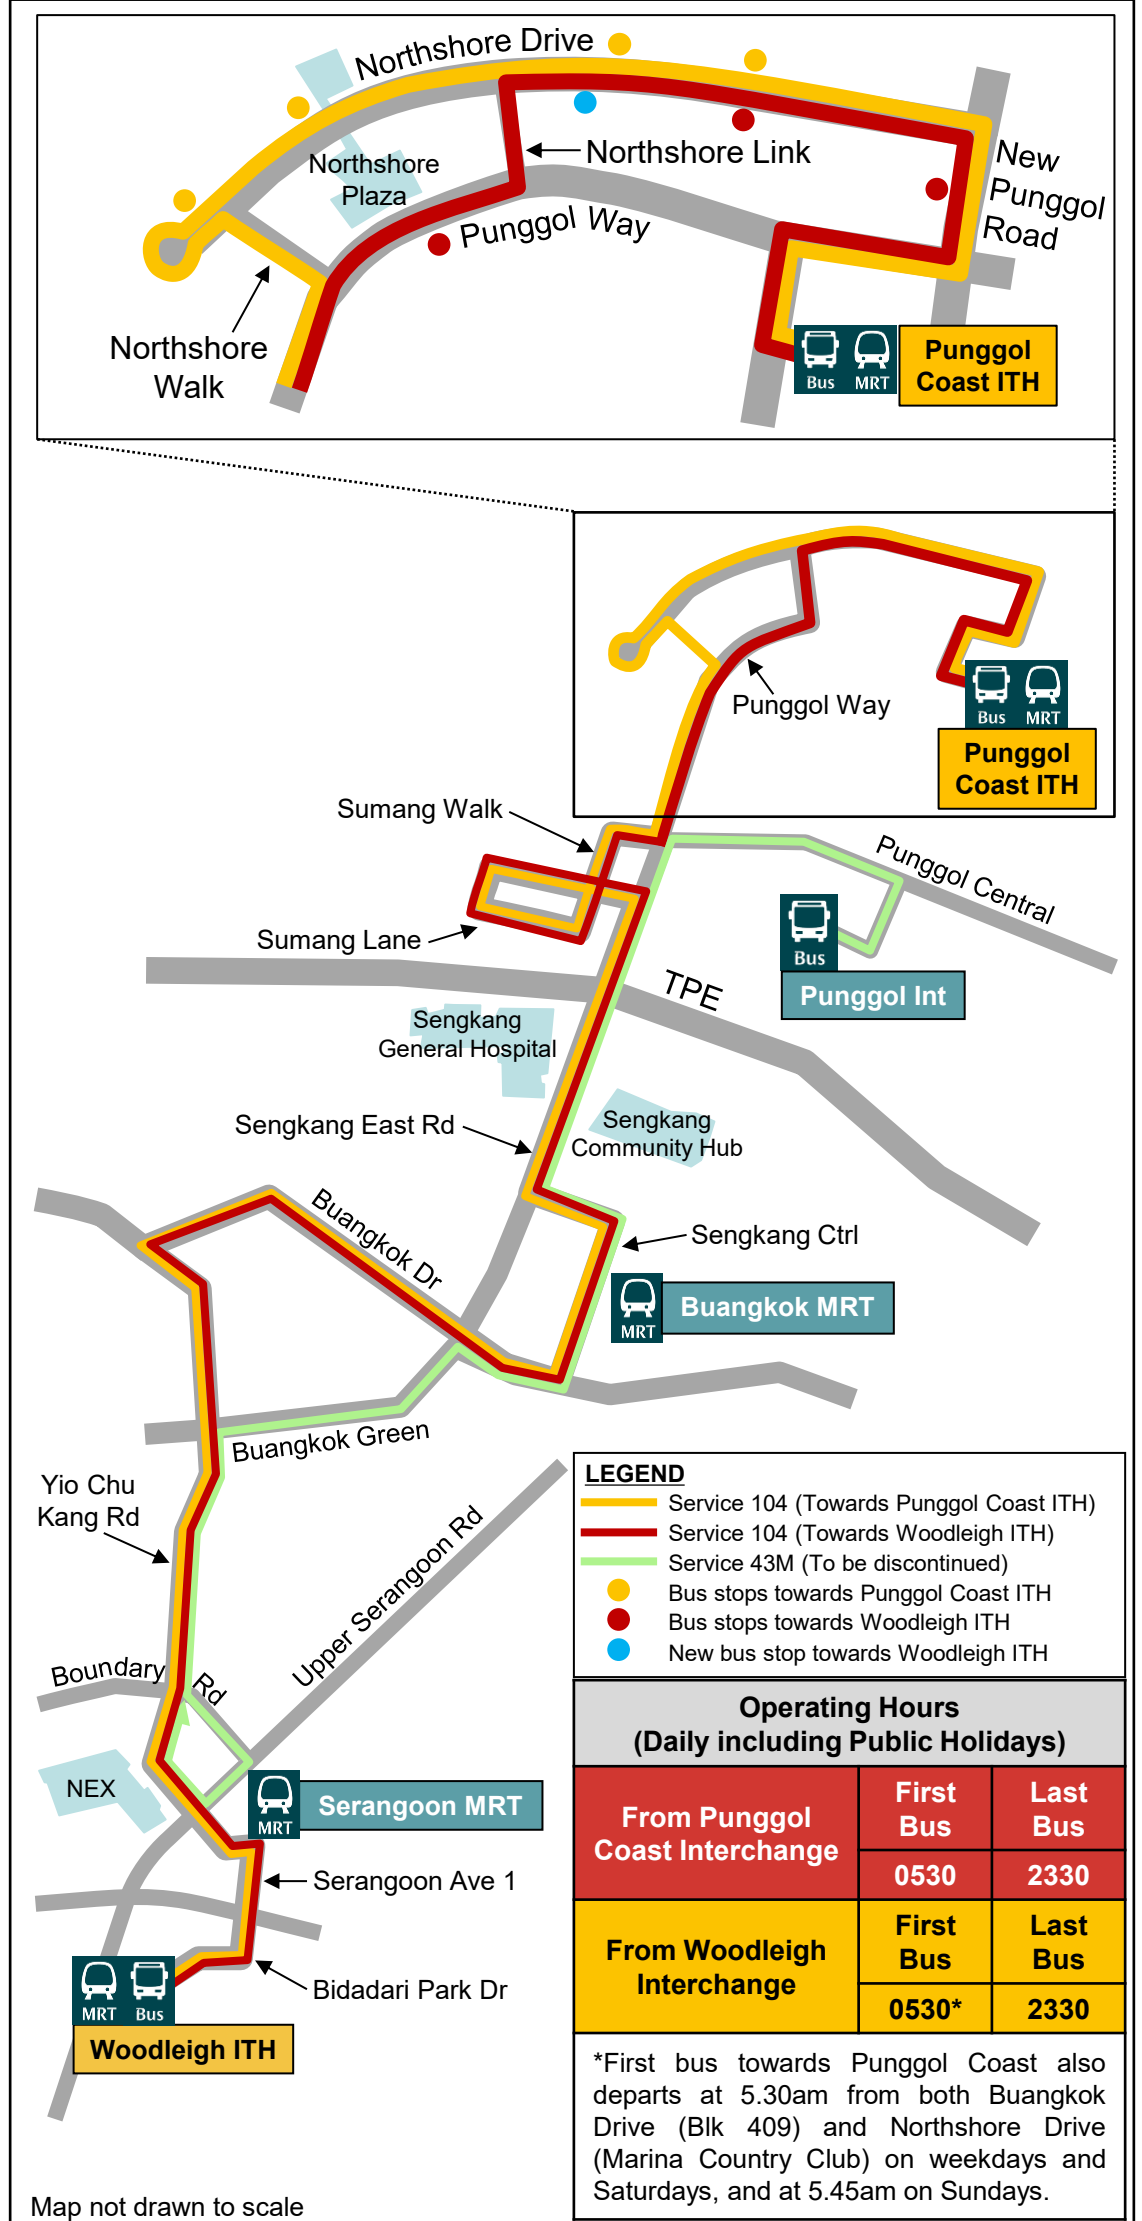 Northshore Drive
Northshore
Plaza
Northshore Link
New
Punggol
Road
Punggol Way
Northshore
Walk
Bus MRT
Punggol
Coast ITH
Punggol Way
Bus MRT
Punggol
Coast ITH
Sumang Walk
Punggol Central
Sumang Lane
Bus
Punggol Int
TPE
Sengkang
General Hospital
Sengkang East Rd
Sengkang
Community Hub
Buangkok Dr
Sengkang Ctrl
MRT
Buangkok MRT
Buangkok Green
Yio Chu
Kang Rd
Upper Serangoon Rd
Boundary Rd
NEX
MRT
Serangoon MRT
Serangoon Ave 1
Bidadari Park Dr
MRT Bus
Woodleigh ITH
LEGEND
Service 104 (Towards Punggol Coast ITH)
Service 104 (Towards Woodleigh ITH)
Service 43M (To be discontinued)
Bus stops towards Punggol Coast ITH
Bus stops towards Woodleigh ITH
New bus stop towards Woodleigh ITH
Operating Hours
(Daily including Public Holidays)
From Punggol
Coast Interchange
First
Bus
Last
Bus
0530
2330
From Woodleigh
Interchange
First
Bus
Last
Bus
0530*
2330
*First bus towards Punggol Coast also
departs at 5.30am from both Buangkok
Drive (Blk 409) and Northshore Drive
(Marina Country Club) on weekdays and
Saturdays, and at 5.45am on Sundays.
Map not drawn to scale